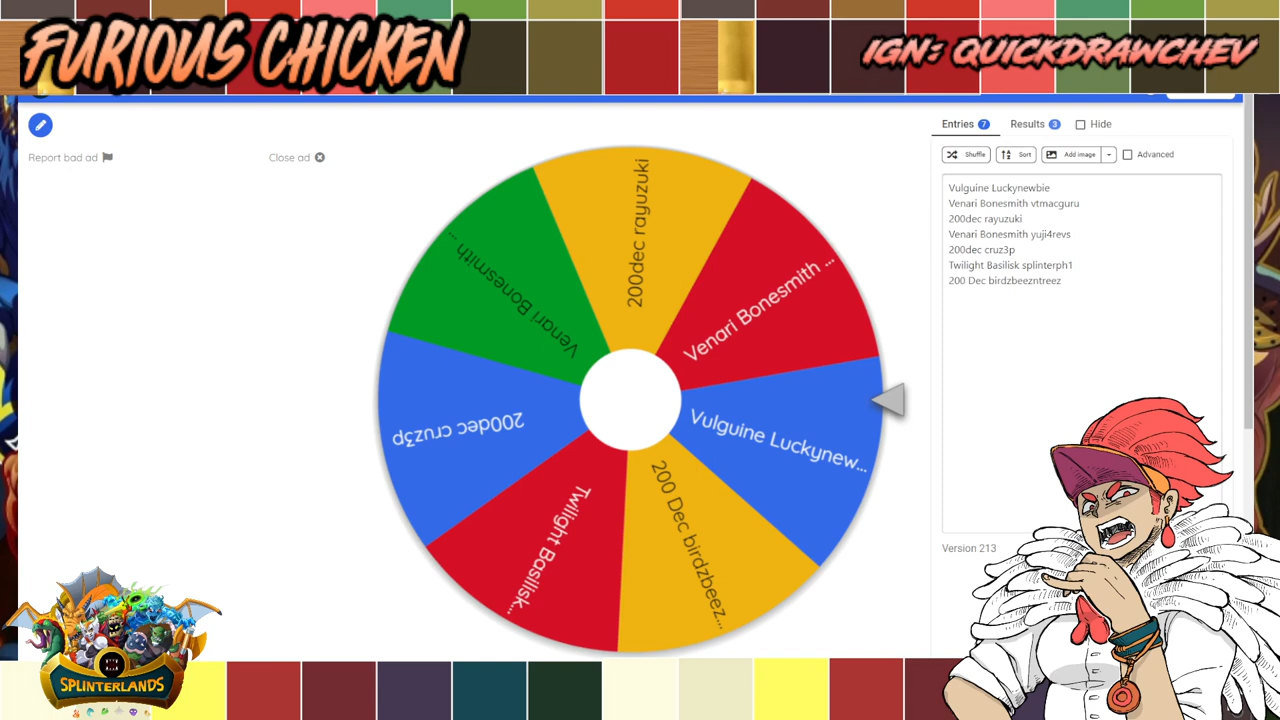 FURIOUS CHICKEN
IGN: QUICKDRAWCHEV
Report bad ad
Close ad
Entries 7
Results 3
Hide
Shuffle
Sort
Add image
Advanced
Vulguine Luckynewbie
Venari Bonesmith vtmacguru
200dec rayuzuki
Venari Bonesmith yuji4revs
200dec cruz3p
Twilight Basilisk splinterph1
200 Dec birdzbeezntreez
200dec rayuzuki
Venari Bonesmith ...
Vulguine Luckynew...
200 Dec birdzbeez...
Twilight Basilisk...
200dec cruz3p
Venari Bonesmith ...
Version 213
SPLINTERLANDS